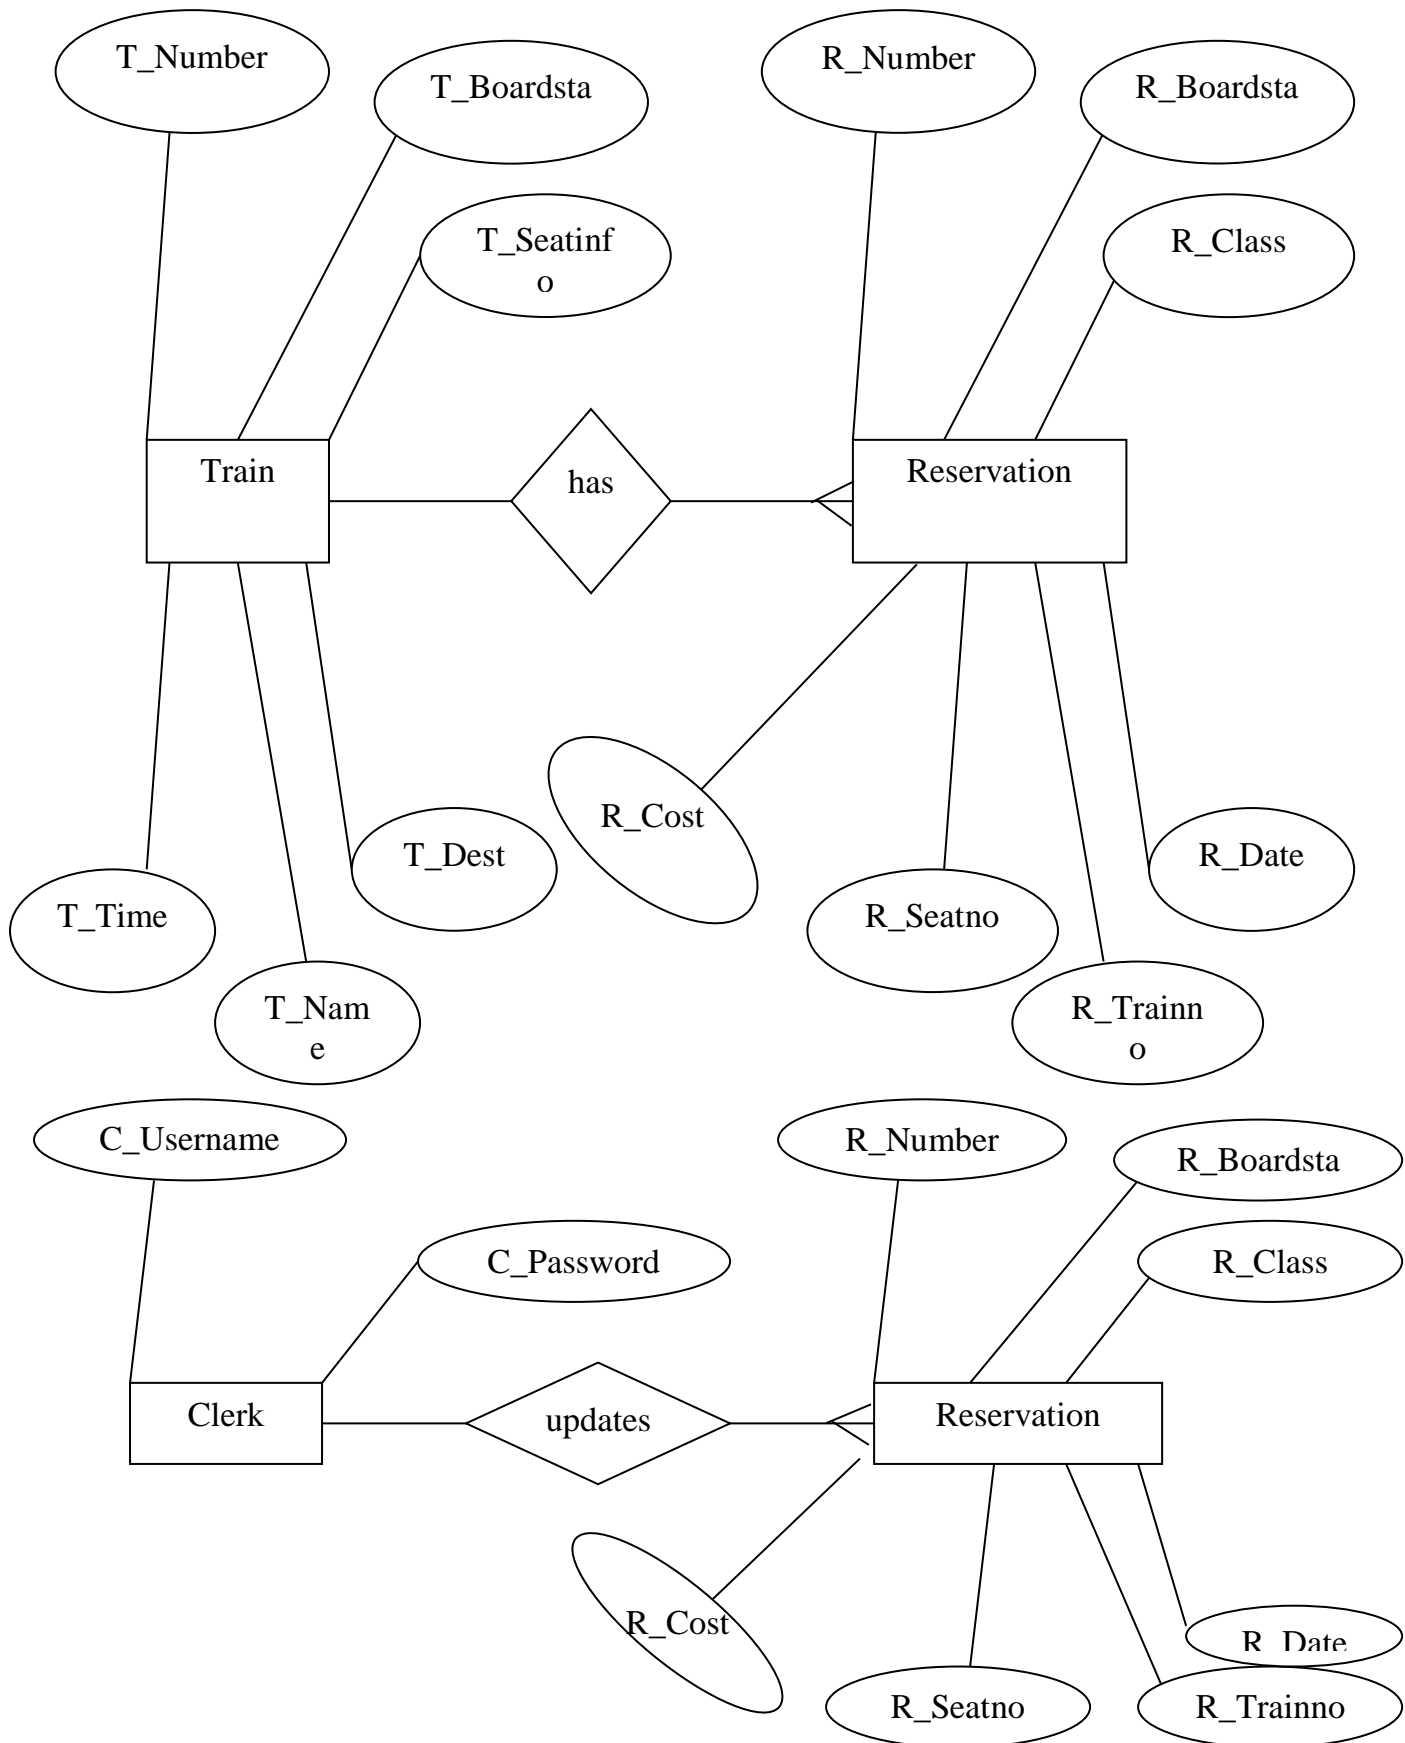 T_Number
T_Boardsta
R_Number
R_Boardsta
T_Seatinf
o
R_Class
Train
has
Reservation
R_Cost
T_Dest
R_Date
T_Time
R_Seatno
T_Nam
e
R_Trainn
o
C_Username
R_Number
R_Boardsta
C_Password
R_Class
Clerk
updates
Reservation
R_Cost
R_Date
R_Seatno
R_Trainno